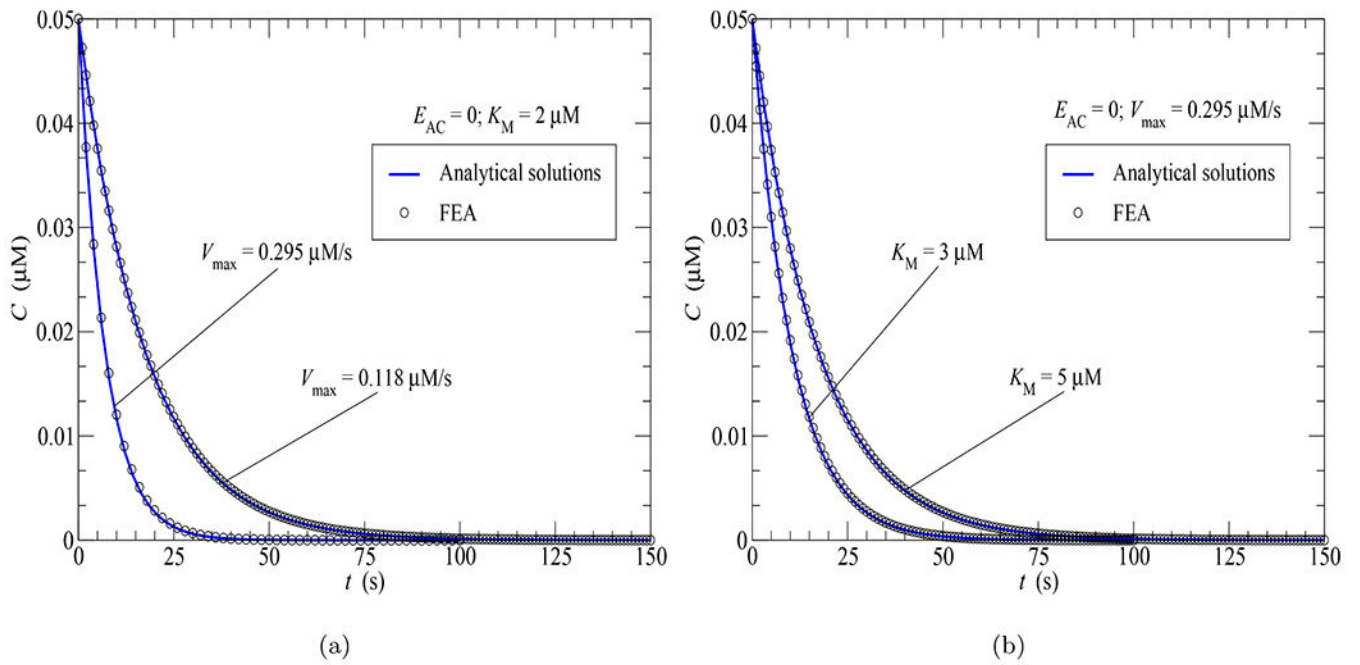 0.05
0.04
0.03
0.02
0.01
0
C (µM)
E_AC = 0; K_M = 2 µM
Analytical solutions
FEA
V_max = 0.295 µM/s
V_max = 0.118 µM/s
0 25 50 75 100 125 150
t (s)
(a)
0.05
0.04
0.03
0.02
0.01
0
C (µM)
E_AC = 0; V_max = 0.295 µM/s
Analytical solutions
FEA
K_M = 3 µM
K_M = 5 µM
0 25 50 75 100 125 150
t (s)
(b)